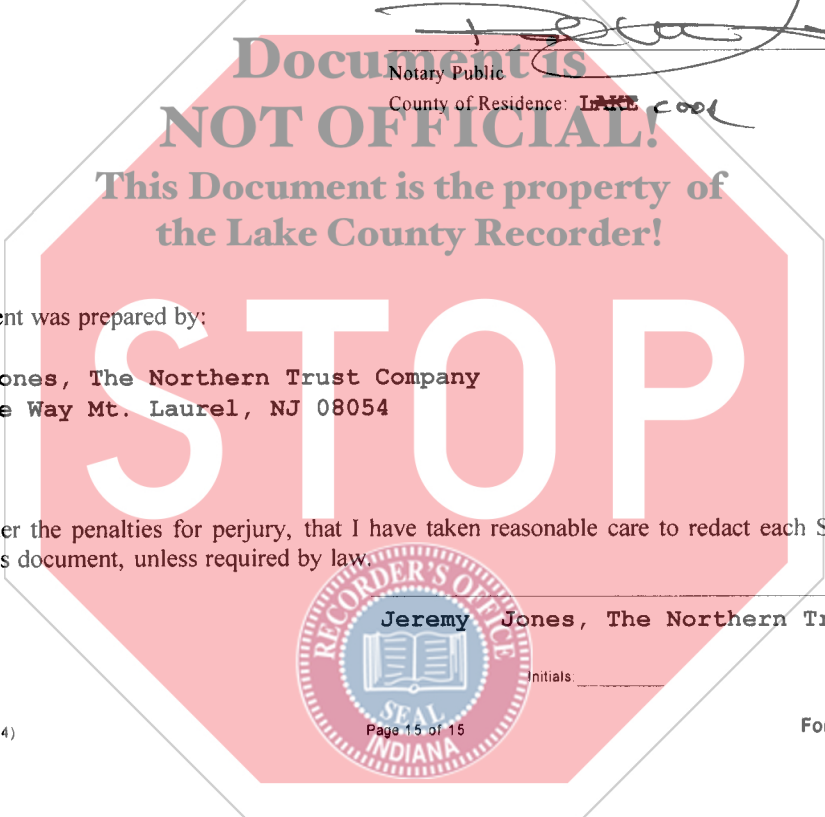 Document is
Notary Public
NOT OFFICIAL!
County of Residence: LAKE COOK
This Document is the property of
the Lake County Recorder!
ent was prepared by:
STOP
ones, The Northern Trust Company
e Way Mt. Laurel, NJ 08054
er the penalties for perjury, that I have taken reasonable care to redact each S
s document, unless required by law.
RECORDER'S OFFICE
SEAL
INDIANA
Jeremy Jones, The Northern Tr
Initials.
4)
Page 15 of 15
For